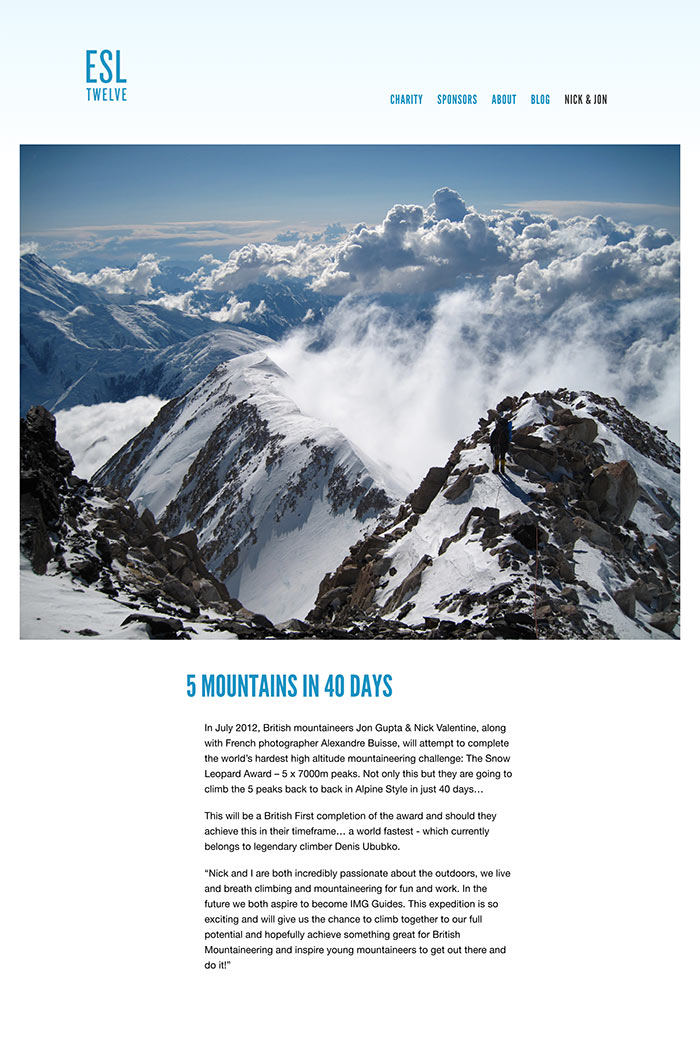 ESL
TWELVE
CHARITY SPONSORS ABOUT BLOG NICK & JON
5 MOUNTAINS IN 40 DAYS
In July 2012, British mountaineers Jon Gupta & Nick Valentine, along
with French photographer Alexandre Buisse, will attempt to complete
the world's hardest high altitude mountaineering challenge: The Snow
Leopard Award – 5 x 7000m peaks. Not only this but they are going to
climb the 5 peaks back to back in Alpine Style in just 40 days…
This will be a British First completion of the award and should they
achieve this in their timeframe… a world fastest - which currently
belongs to legendary climber Denis Ububko.
“Nick and I are both incredibly passionate about the outdoors, we live
and breath climbing and mountaineering for fun and work. In the
future we both aspire to become IMG Guides. This expedition is so
exciting and will give us the chance to climb together to our full
potential and hopefully achieve something great for British
Mountaineering and inspire young mountaineers to get out there and
do it!”